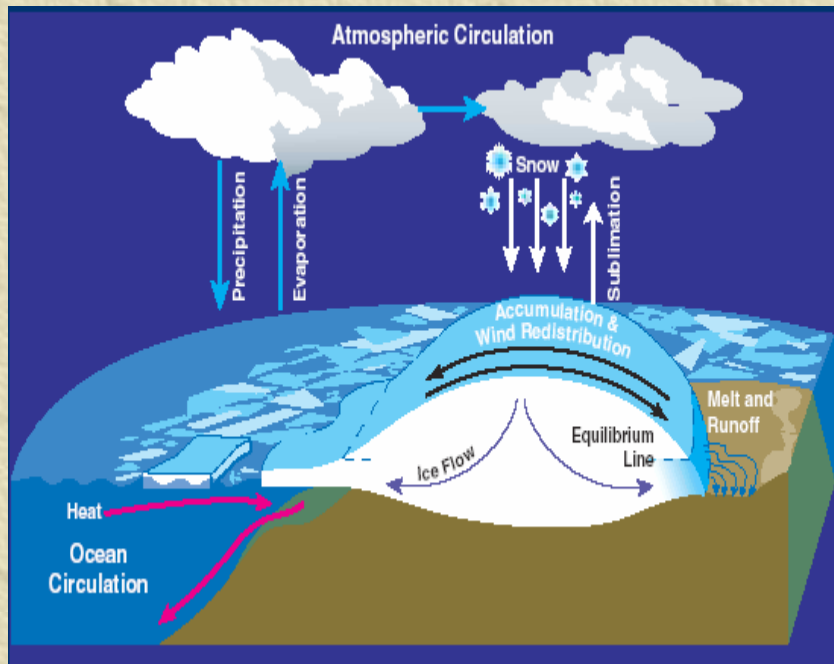 Atmospheric Circulation
Precipitation
Evaporation
Snow
Sublimation
Accumulation &
Wind Redistribution
Melt and
Runoff
Equilibrium
Line
Ice Flow
Heat
Ocean
Circulation